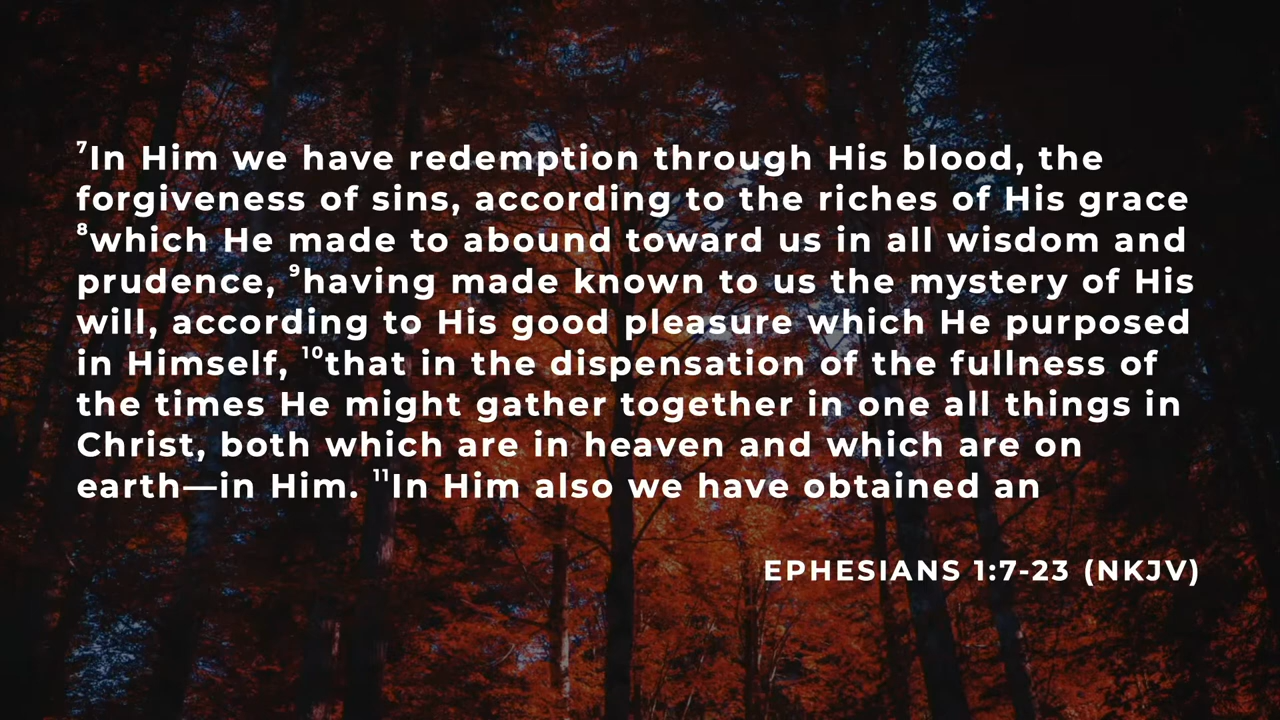 ⁷In Him we have redemption through His blood, the
forgiveness of sins, according to the riches of His grace
⁸which He made to abound toward us in all wisdom and
prudence, ⁹having made known to us the mystery of His
will, according to His good pleasure which He purposed
in Himself, ¹⁰that in the dispensation of the fullness of
the times He might gather together in one all things in
Christ, both which are in heaven and which are on
earth—in Him. ¹¹In Him also we have obtained an
EPHESIANS 1:7-23 (NKJV)